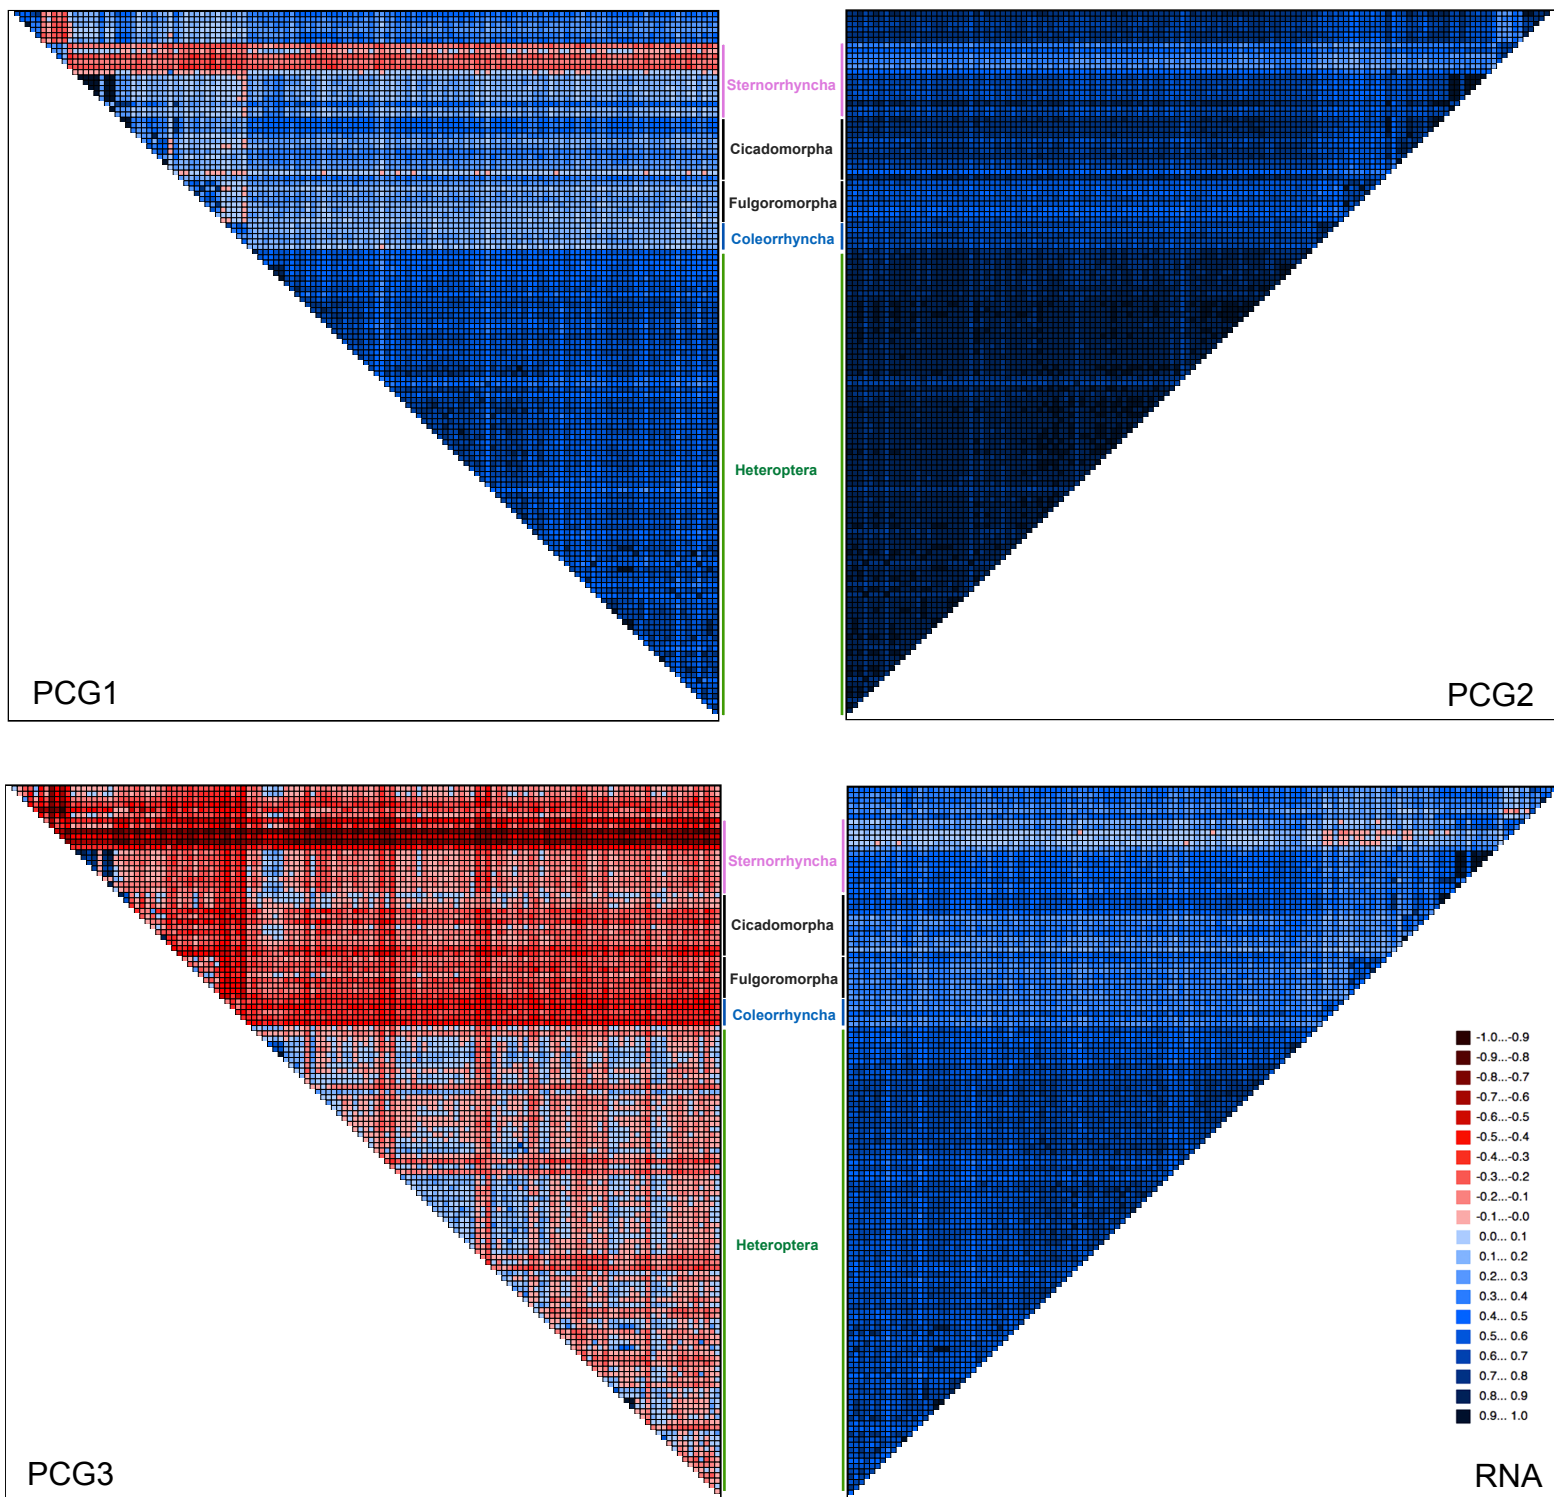 Sternorrhyncha
Cicadomorpha
Fulgoromorpha
Coleorrhyncha
Heteroptera
PCG1
PCG2
Sternorrhyncha
Cicadomorpha
Fulgoromorpha
Coleorrhyncha
Heteroptera
-1.0...-0.9
-0.9...-0.8
-0.8...-0.7
-0.7...-0.6
-0.6...-0.5
-0.5...-0.4
-0.4...-0.3
-0.3...-0.2
-0.2...-0.1
-0.1...-0.0
0.0... 0.1
0.1... 0.2
0.2... 0.3
0.3... 0.4
0.4... 0.5
0.5... 0.6
0.6... 0.7
0.7... 0.8
0.8... 0.9
0.9... 1.0
PCG3
RNA